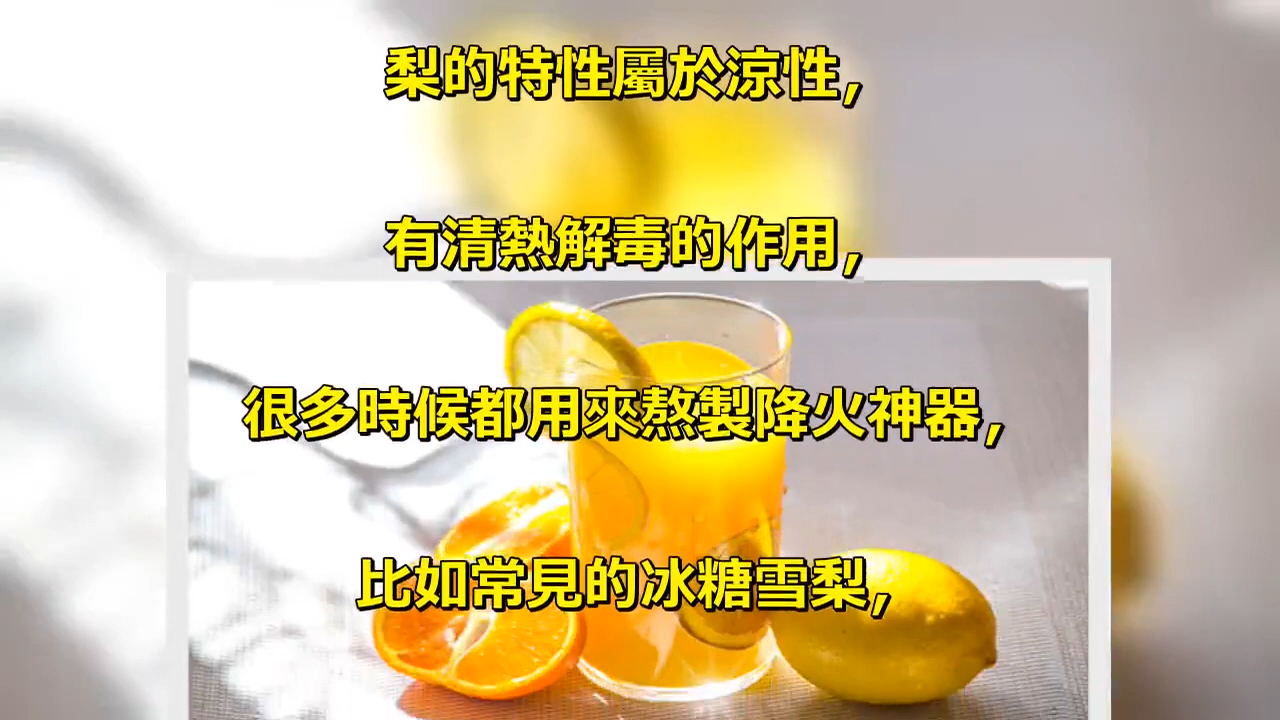 梨的特性屬於涼性,
有清熱解毒的作用,
很多時候都用來熬製降火神器,
比如常見的冰糖雪梨,